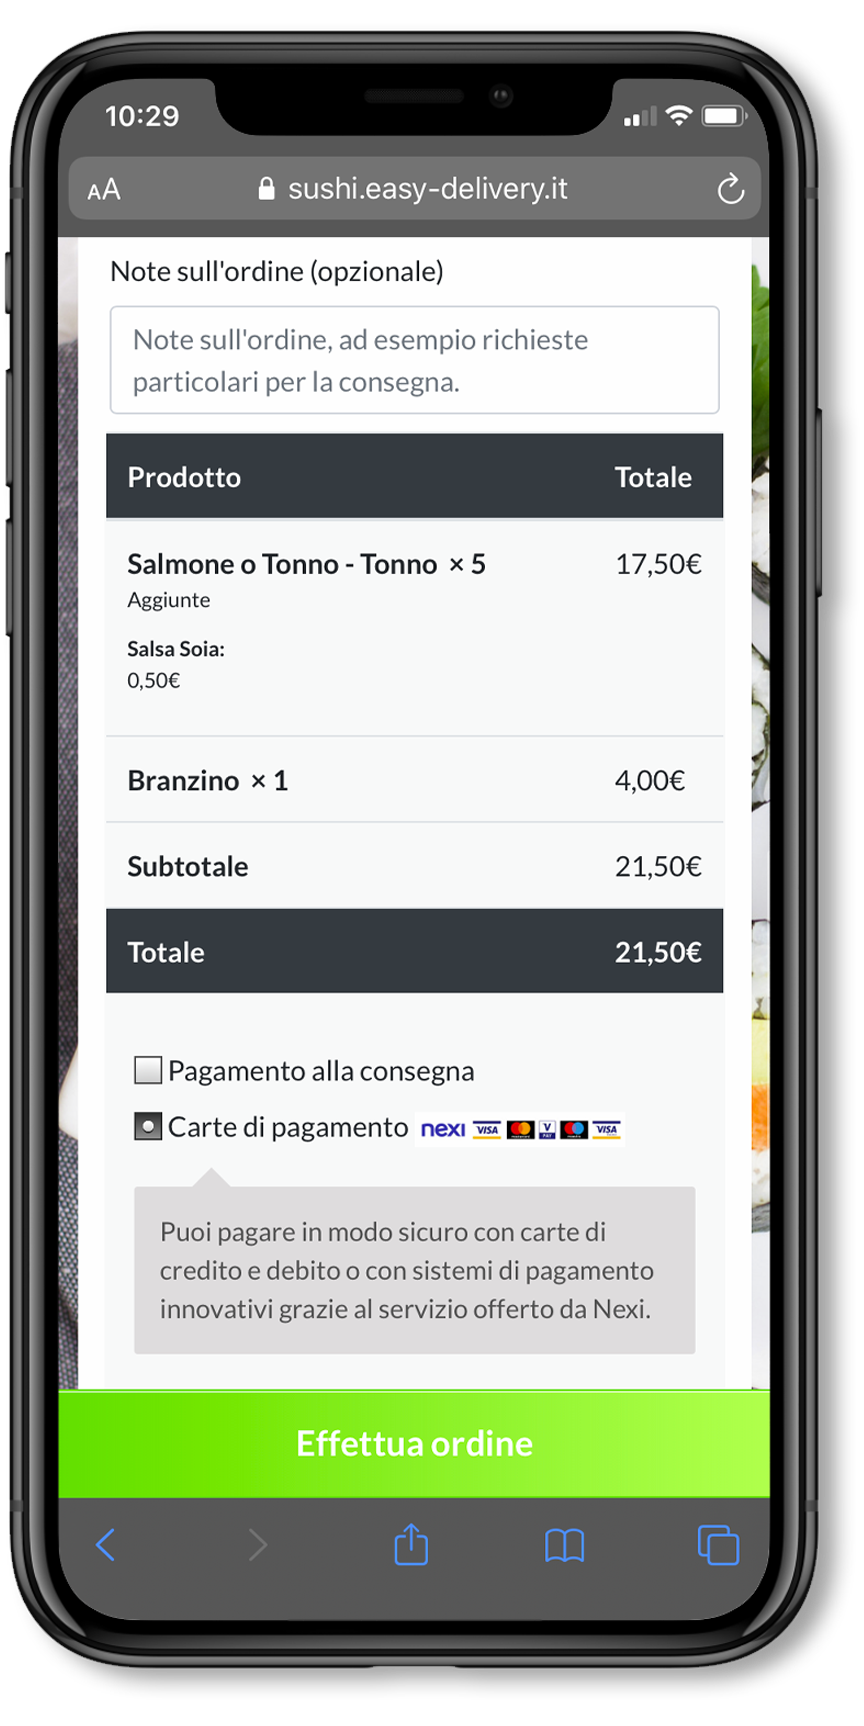 10:29
AA sushi.easy-delivery.it
Note sull'ordine (opzionale)
Note sull'ordine, ad esempio richieste
particolari per la consegna.
Prodotto Totale
Salmone o Tonno - Tonno × 5 17,50€
Aggiunte
Salsa Soia:
0,50€
Branzino × 1 4,00€
Subtotale 21,50€
Totale 21,50€
Pagamento alla consegna
Carte di pagamento nexi VISA V PAY VISA
Puoi pagare in modo sicuro con carte di
credito e debito o con sistemi di pagamento
innovativi grazie al servizio offerto da Nexi.
Effettua ordine